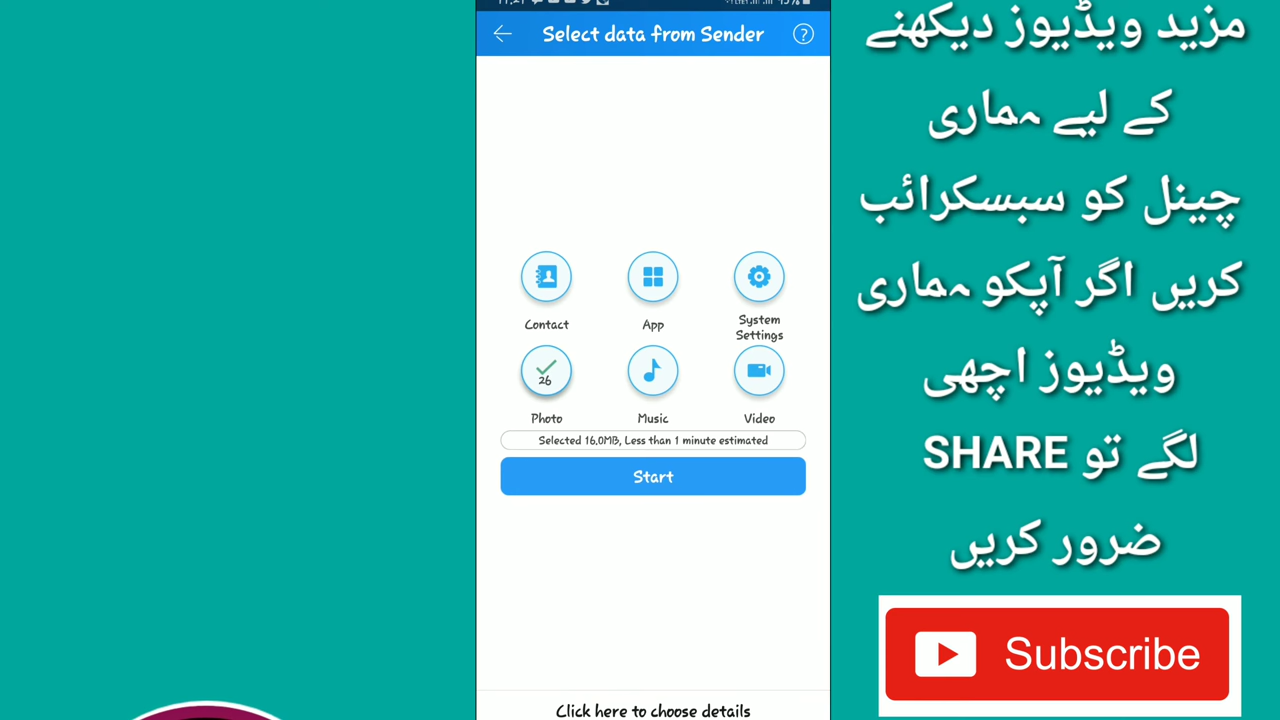 Select data from Sender
Contact
App
System
Settings
26
Photo
Music
Video
Selected 16.0MB, Less than 1 minute estimated
Start
Click here to choose details
مزید ویڈیوز دیکھنے
کے لیے ہماری
چینل کو سبسکرائب
کریں اگر آپکو ہماری
ویڈیوز اچھی
لگے تو SHARE
ضرور کریں
Subscribe